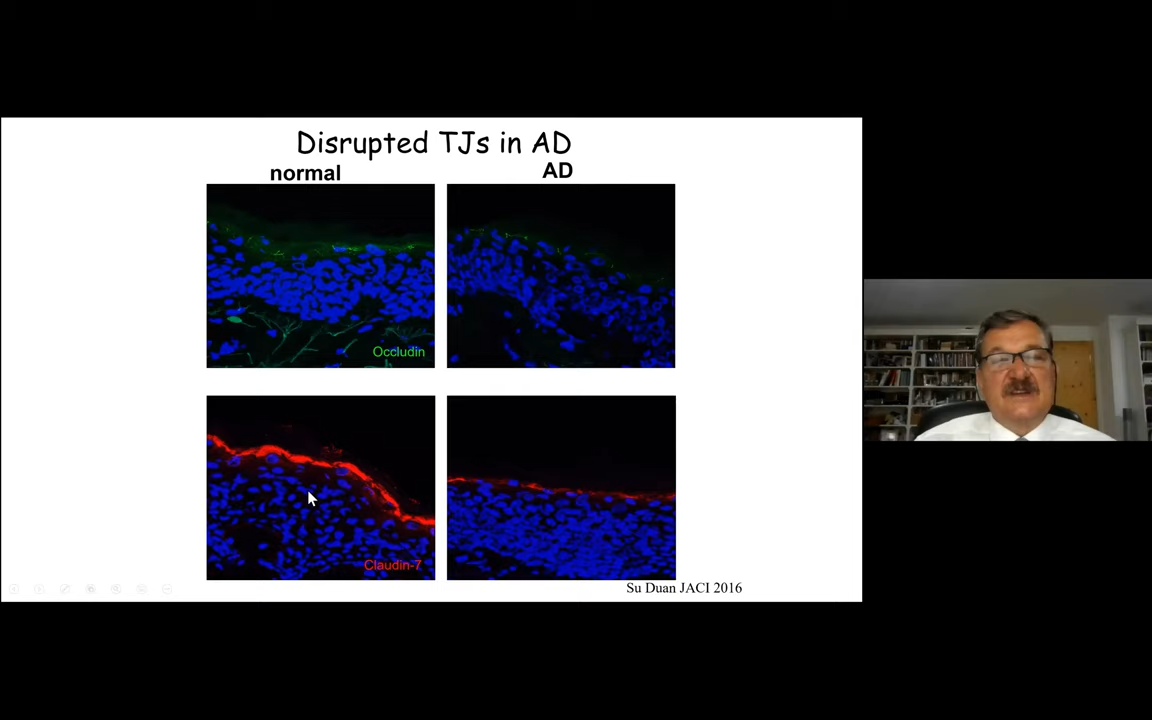 Disrupted TJs in AD
normal
AD
Occludin
Claudin-7
Su Duan JACI 2016